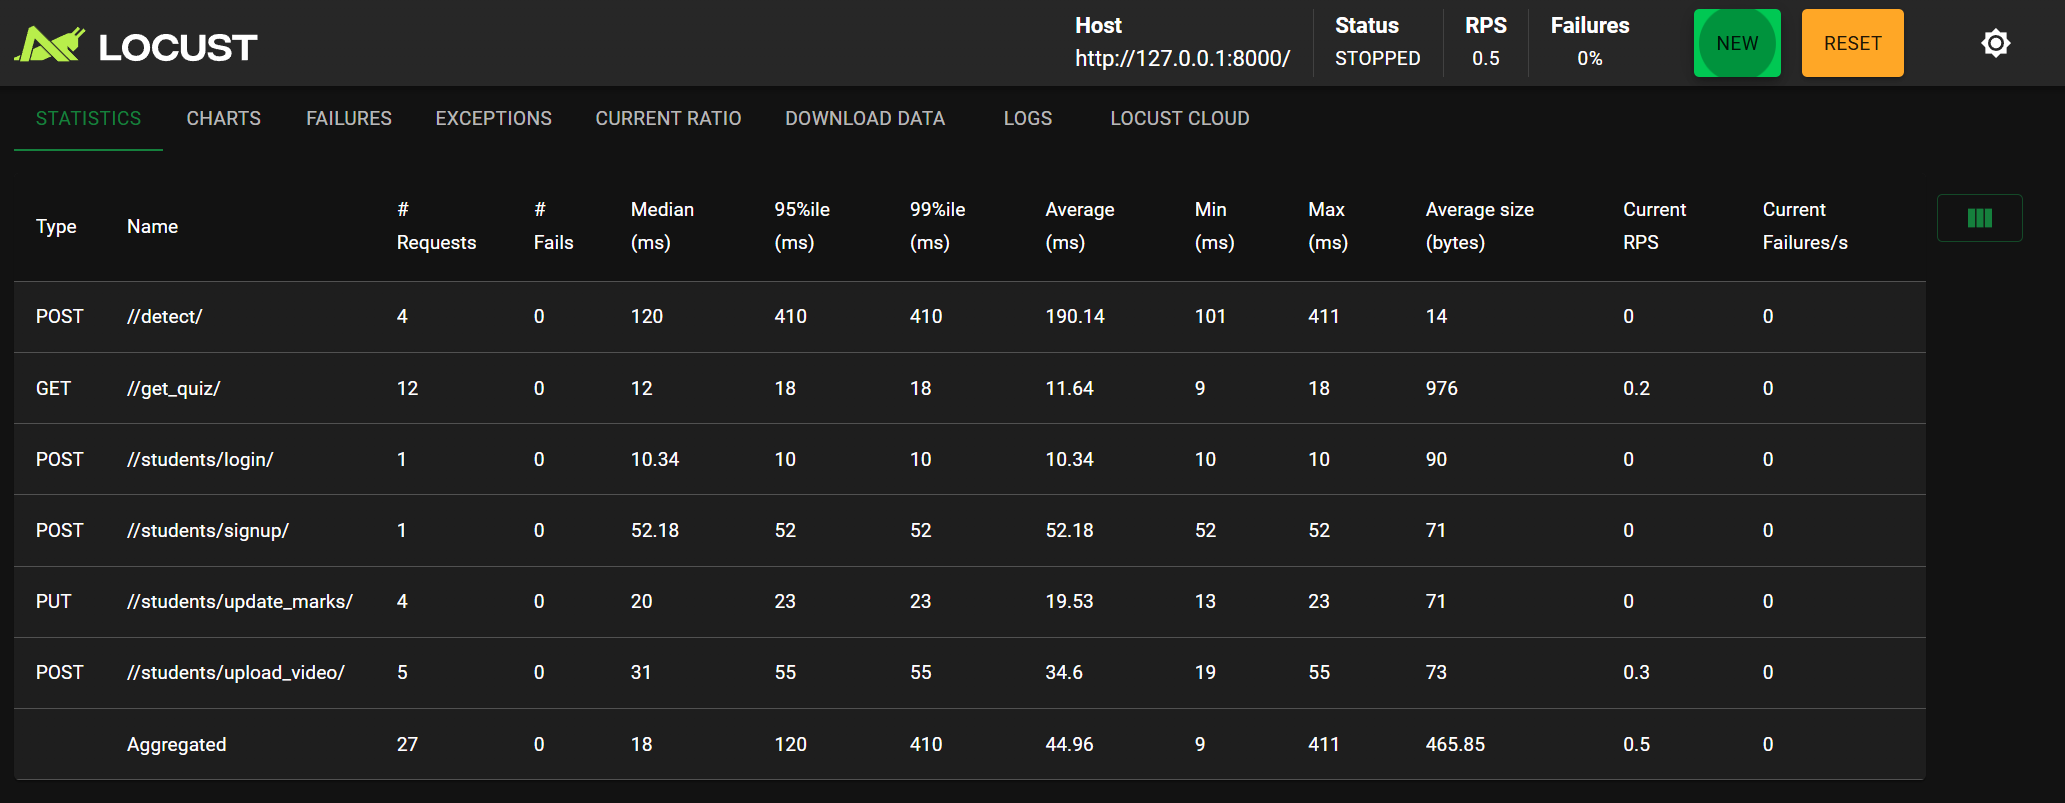 LOCUST
Host
http://127.0.0.1:8000/
Status
STOPPED
RPS
0.5
Failures
0%
NEW
RESET
STATISTICS CHARTS FAILURES EXCEPTIONS CURRENT RATIO DOWNLOAD DATA LOGS LOCUST CLOUD
Type Name # Requests # Fails Median (ms) 95%ile (ms) 99%ile (ms) Average (ms) Min (ms) Max (ms) Average size (bytes) Current RPS Current Failures/s
POST //detect/ 4 0 120 410 410 190.14 101 411 14 0 0
GET //get_quiz/ 12 0 12 18 18 11.64 9 18 976 0.2 0
POST //students/login/ 1 0 10.34 10 10 10.34 10 10 90 0 0
POST //students/signup/ 1 0 52.18 52 52 52.18 52 52 71 0 0
PUT //students/update_marks/ 4 0 20 23 23 19.53 13 23 71 0 0
POST //students/upload_video/ 5 0 31 55 55 34.6 19 55 73 0.3 0
Aggregated 27 0 18 120 410 44.96 9 411 465.85 0.5 0